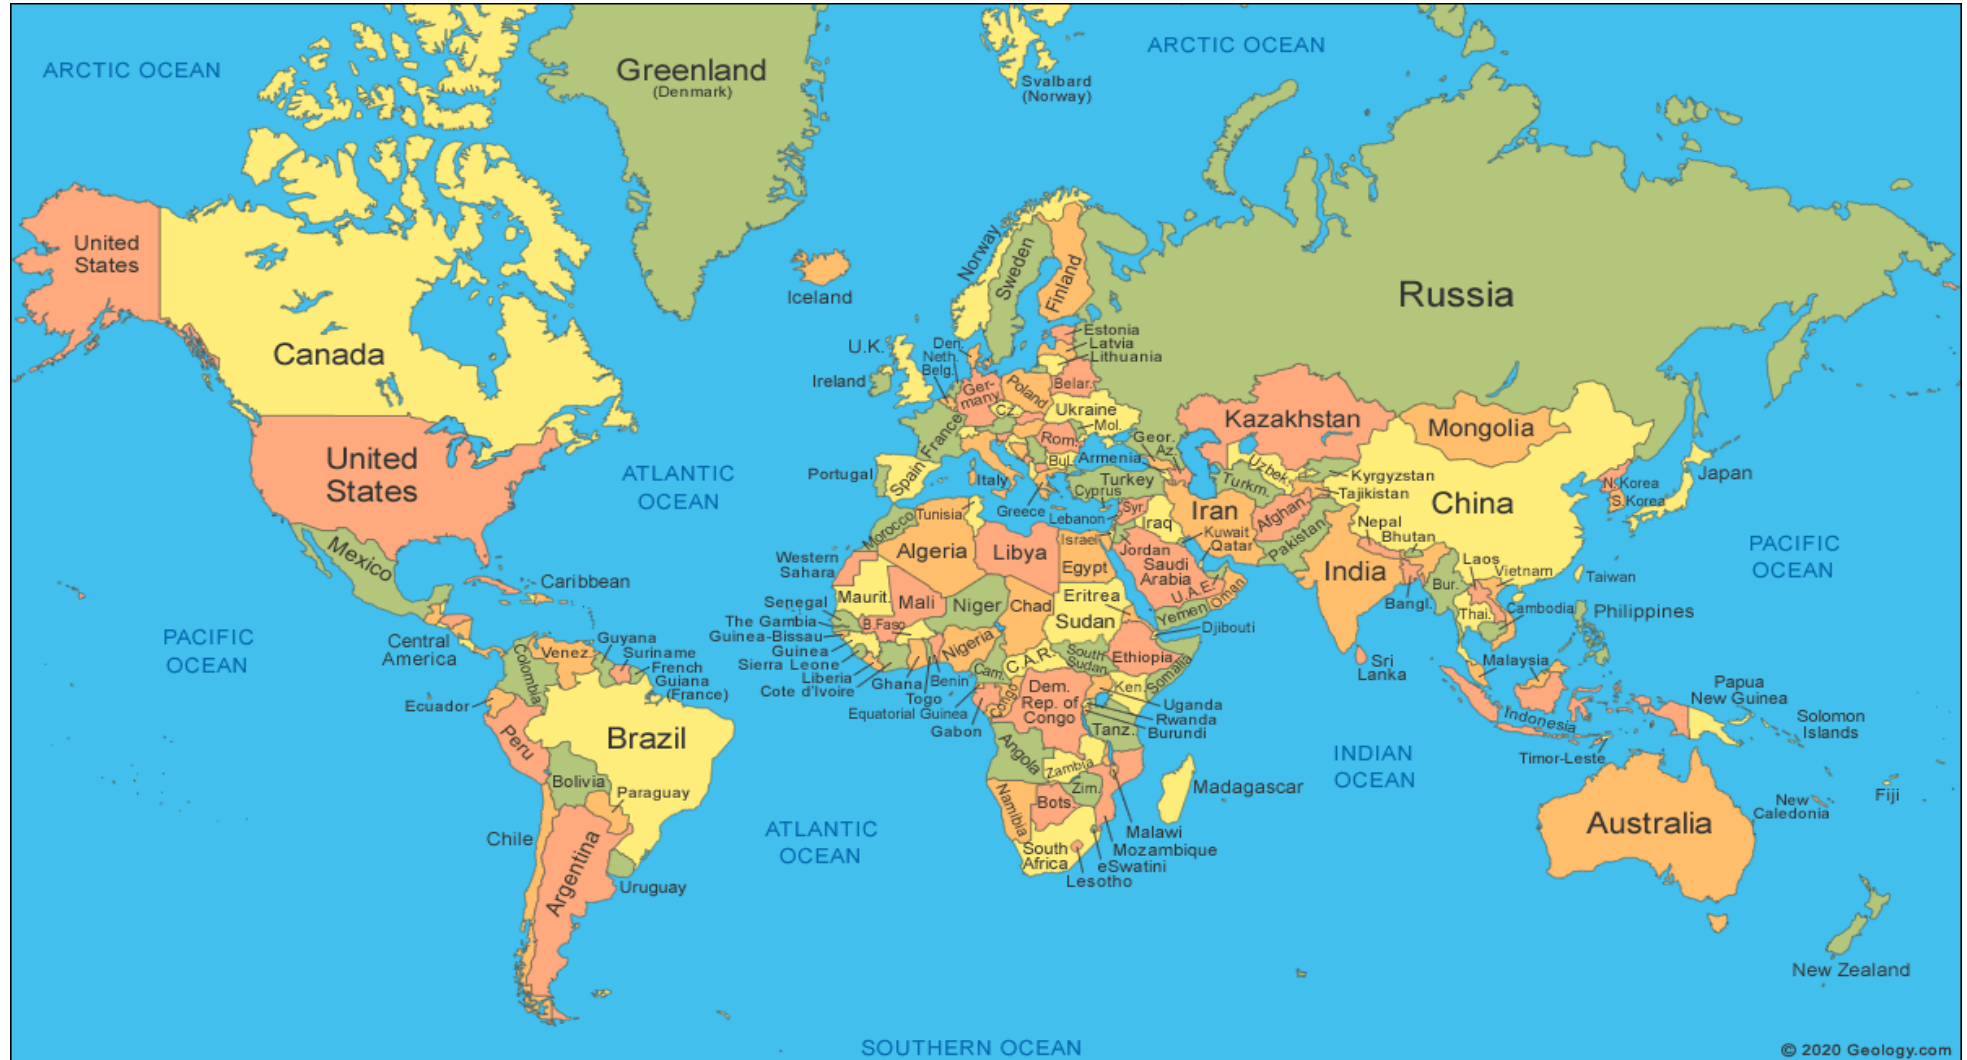 ARCTIC OCEAN
ARCTIC OCEAN
Greenland
(Denmark)
Svalbard
(Norway)
United
States
Canada
Iceland
Norway
Sweden
Finland
Russia
Estonia
Latvia
Lithuania
U.K.
Ireland
Den.
Neth.
Belg.
Ger-
many
Poland
Belar.
Cz.
Ukraine
Mol.
France
Rom.
Bul.
Geor.
Az.
Armenia
Kazakhstan
Mongolia
United
States
ATLANTIC
OCEAN
Portugal
Spain
Italy
Greece
Turkey
Cyprus
Lebanon
Syr.
Iraq
Israel
Jordan
Kuwait
Qatar
Iran
Uzbek.
Turkm.
Kyrgyzstan
Tajikistan
Afghan.
Pakistan
China
N. Korea
S. Korea
Japan
Mexico
Caribbean
Central
America
PACIFIC
OCEAN
Morocco
Tunisia
Algeria
Libya
Egypt
Western
Sahara
Saudi
Arabia
U.A.E.
Oman
Yemen
Nepal
Bhutan
India
Bangl.
Bur.
Laos
Vietnam
Thai.
Cambodia
Taiwan
Philippines
PACIFIC
OCEAN
Maurit.
Mali
Niger
Chad
Eritrea
Sudan
Djibouti
Senegal
The Gambia
Guinea-Bissau
Guinea
Sierra Leone
Liberia
Cote d'Ivoire
B.Faso
Ghana
Togo
Benin
Nigeria
Cam.
C.A.R.
South
Sudan
Ethiopia
Somalia
Equatorial Guinea
Gabon
Congo
Dem.
Rep. of
Congo
Ken.
Uganda
Rwanda
Burundi
Tanz.
Sri
Lanka
Malaysia
Indonesia
Timor-Leste
Papua
New Guinea
Solomon
Islands
Guyana
Suriname
French
Guiana
(France)
Venez.
Colombia
Ecuador
Peru
Brazil
Bolivia
Paraguay
Chile
Argentina
Uruguay
ATLANTIC
OCEAN
Angola
Zambia
Zim.
Namibia
Bots.
South
Africa
Malawi
Mozambique
eSwatini
Lesotho
Madagascar
INDIAN
OCEAN
Australia
New
Caledonia
Fiji
New Zealand
SOUTHERN OCEAN
© 2020 Geology.com